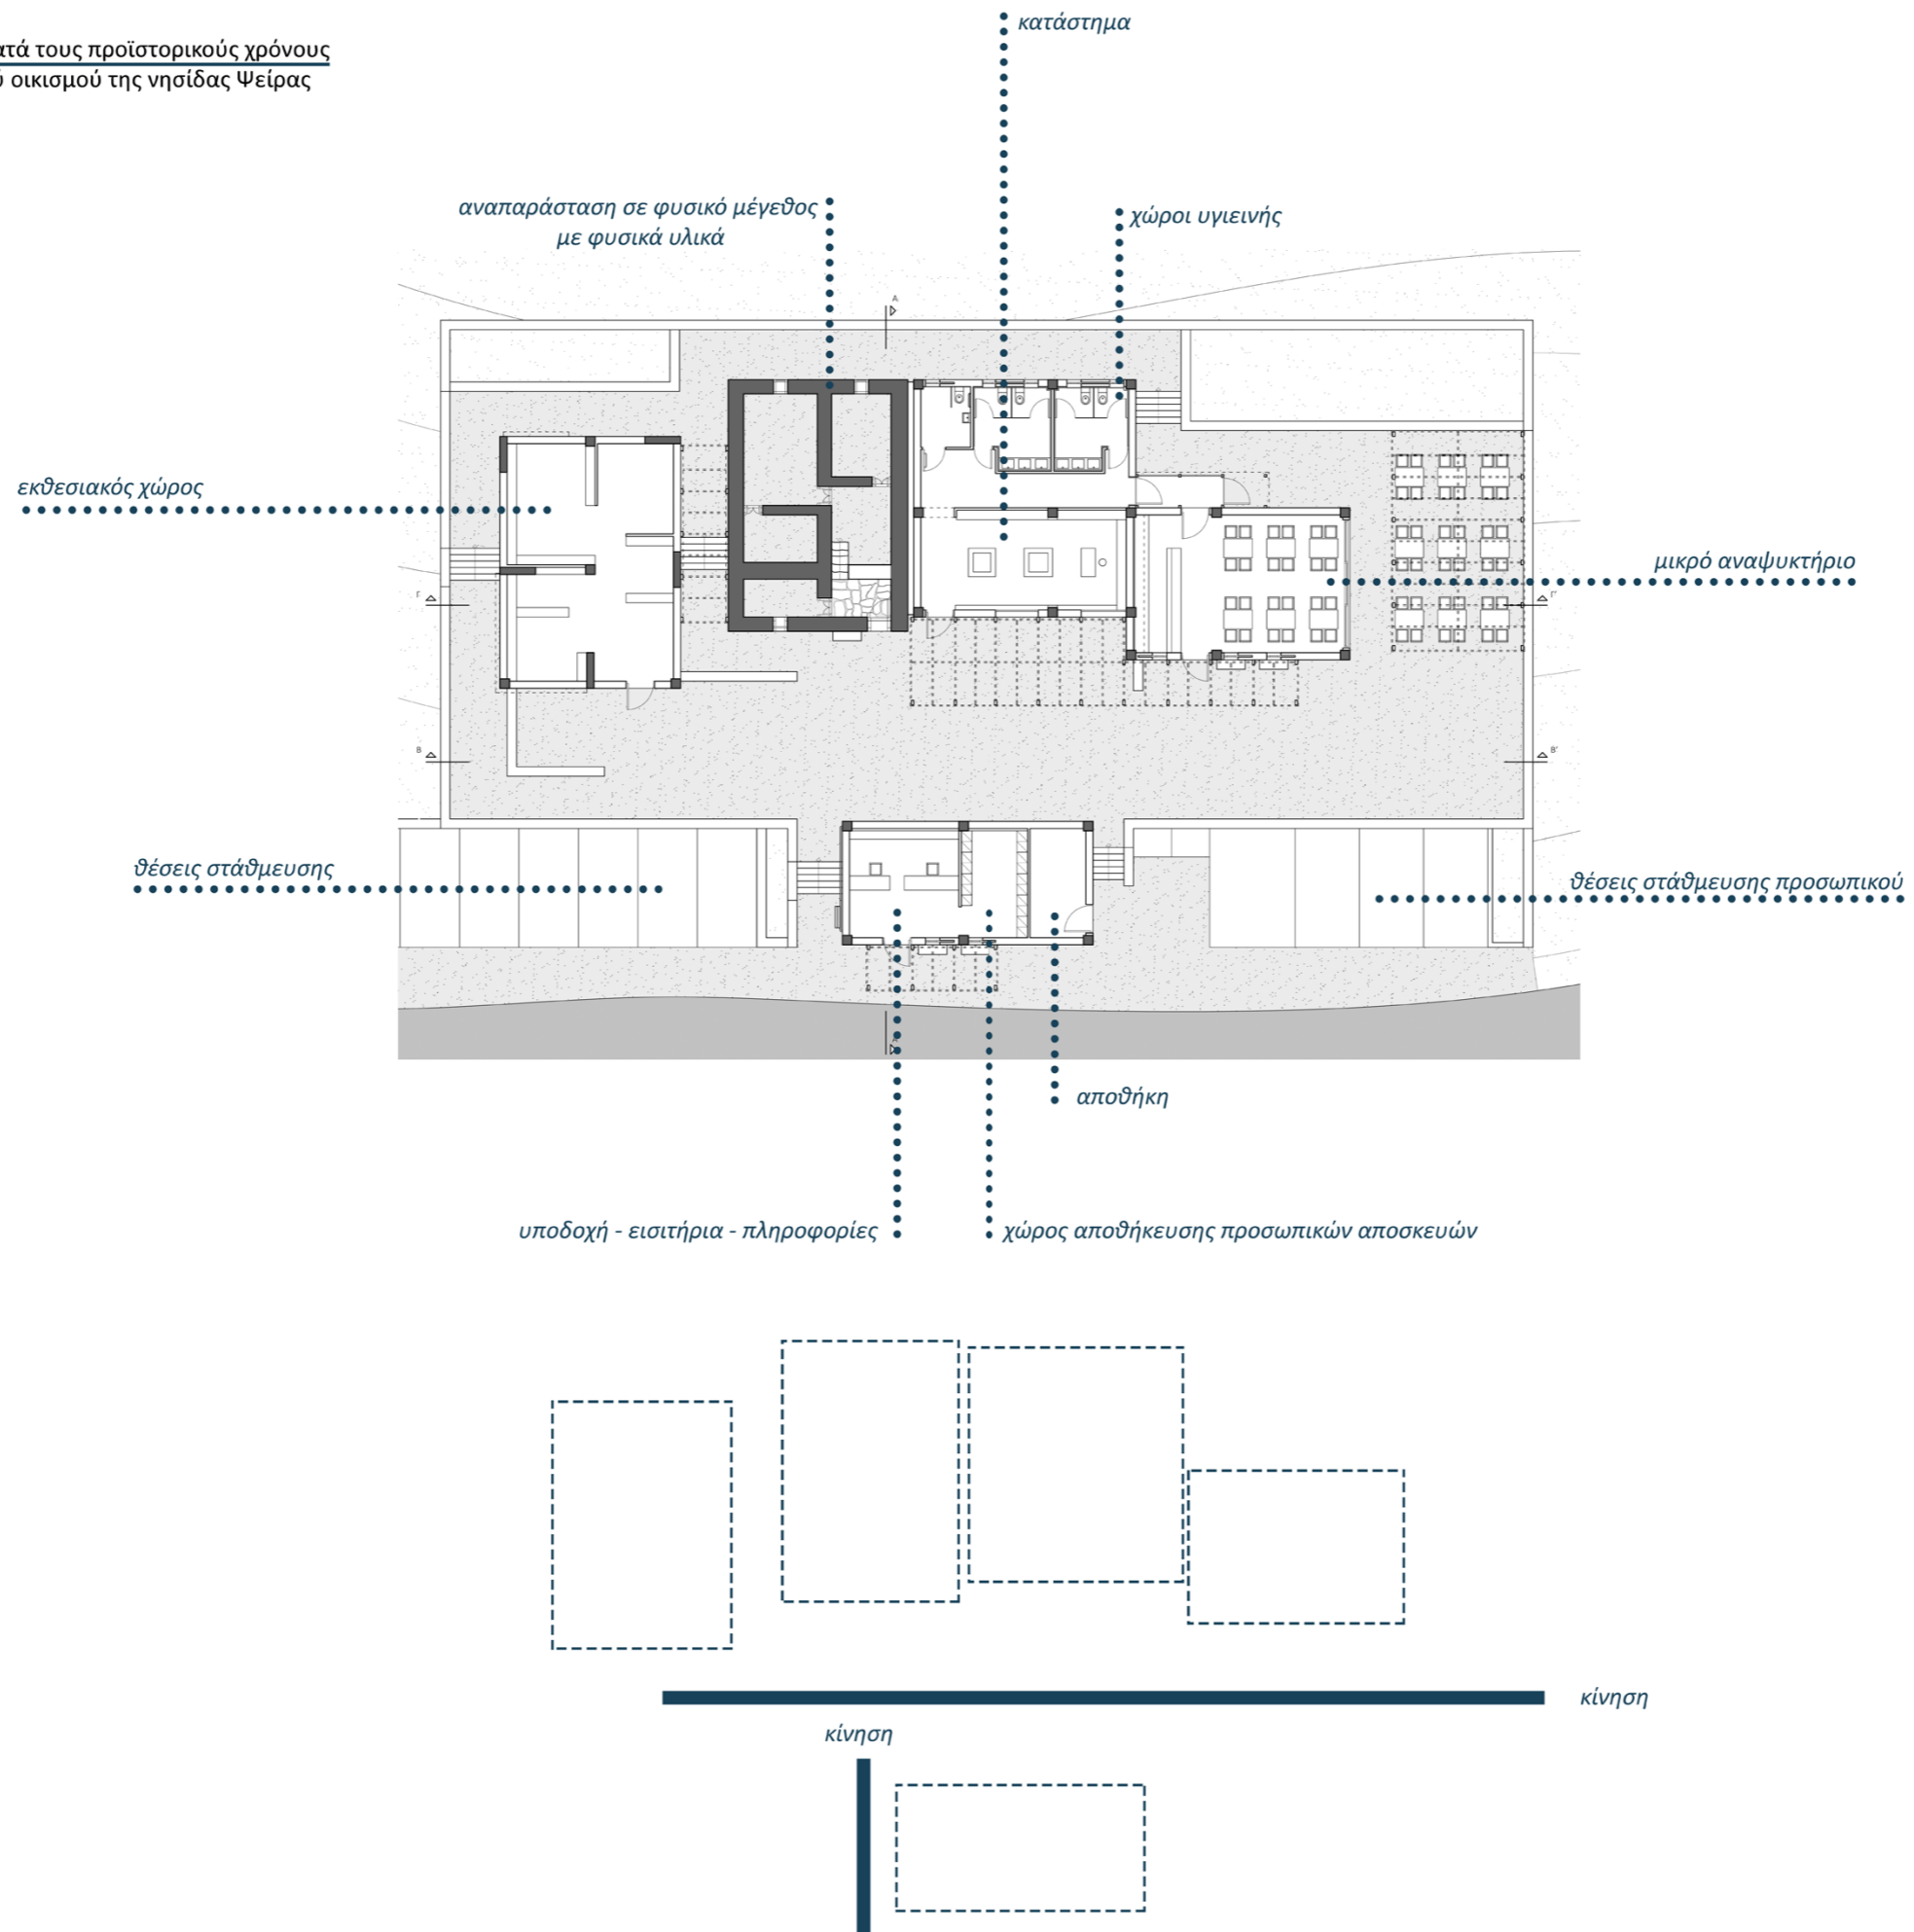 ατά τους προϊστορικούς χρόνους
οικισμού της νησίδας Ψείρας
κατάστημα
αναπαράσταση σε φυσικό μέγεθος
με φυσικά υλικά
χώροι υγιεινής
A
εκθεσιακός χώρος
μικρό αναψυκτήριο
Γ
Γ'
B
B'
θέσεις στάθμευσης
θέσεις στάθμευσης προσωπικού
αποθήκη
υποδοχή - εισιτήρια - πληροφορίες
χώρος αποθήκευσης προσωπικών αποσκευών
κίνηση
κίνηση